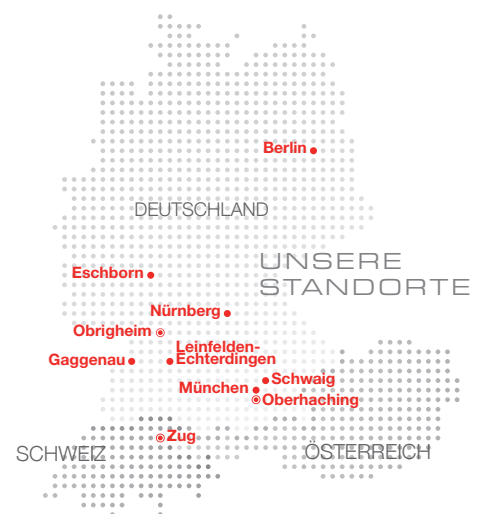 Berlin
DEUTSCHLAND
UNSERE
STANDORTE
Eschborn
Nürnberg
Obrigheim
Leinfelden-
Echterdingen
Gaggenau
Schwaig
München
Oberhaching
Zug
SCHWEIZ
ÖSTERREICH